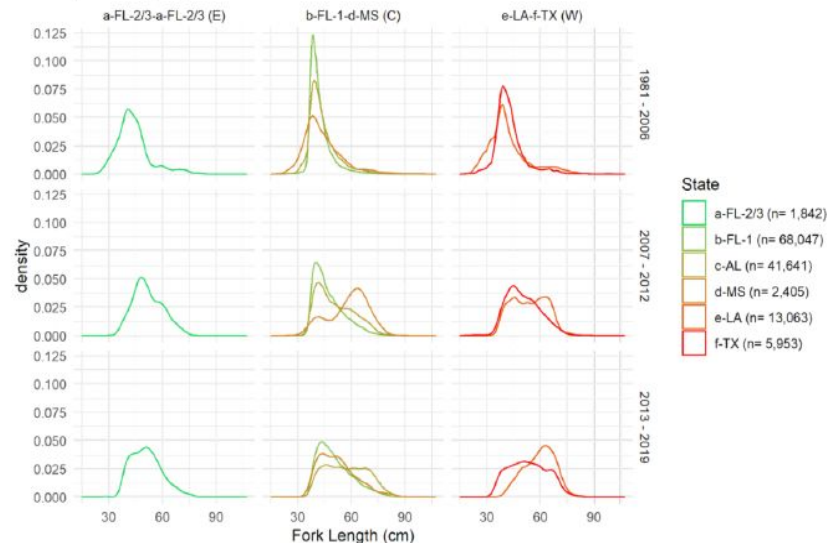 a-FL-2/3-a-FL-2/3 (E)
b-FL-1-d-MS (C)
e-LA-f-TX (W)
0.125
0.100
0.075
0.050
0.025
0.000
1981 - 2006
0.125
0.100
0.075
0.050
0.025
0.000
2007 - 2012
0.125
0.100
0.075
0.050
0.025
0.000
2013 - 2019
density
30 60 90
30 60 90
30 60 90
Fork Length (cm)
State
a-FL-2/3 (n= 1,842)
b-FL-1 (n= 68,047)
c-AL (n= 41,641)
d-MS (n= 2,405)
e-LA (n= 13,063)
f-TX (n= 5,953)